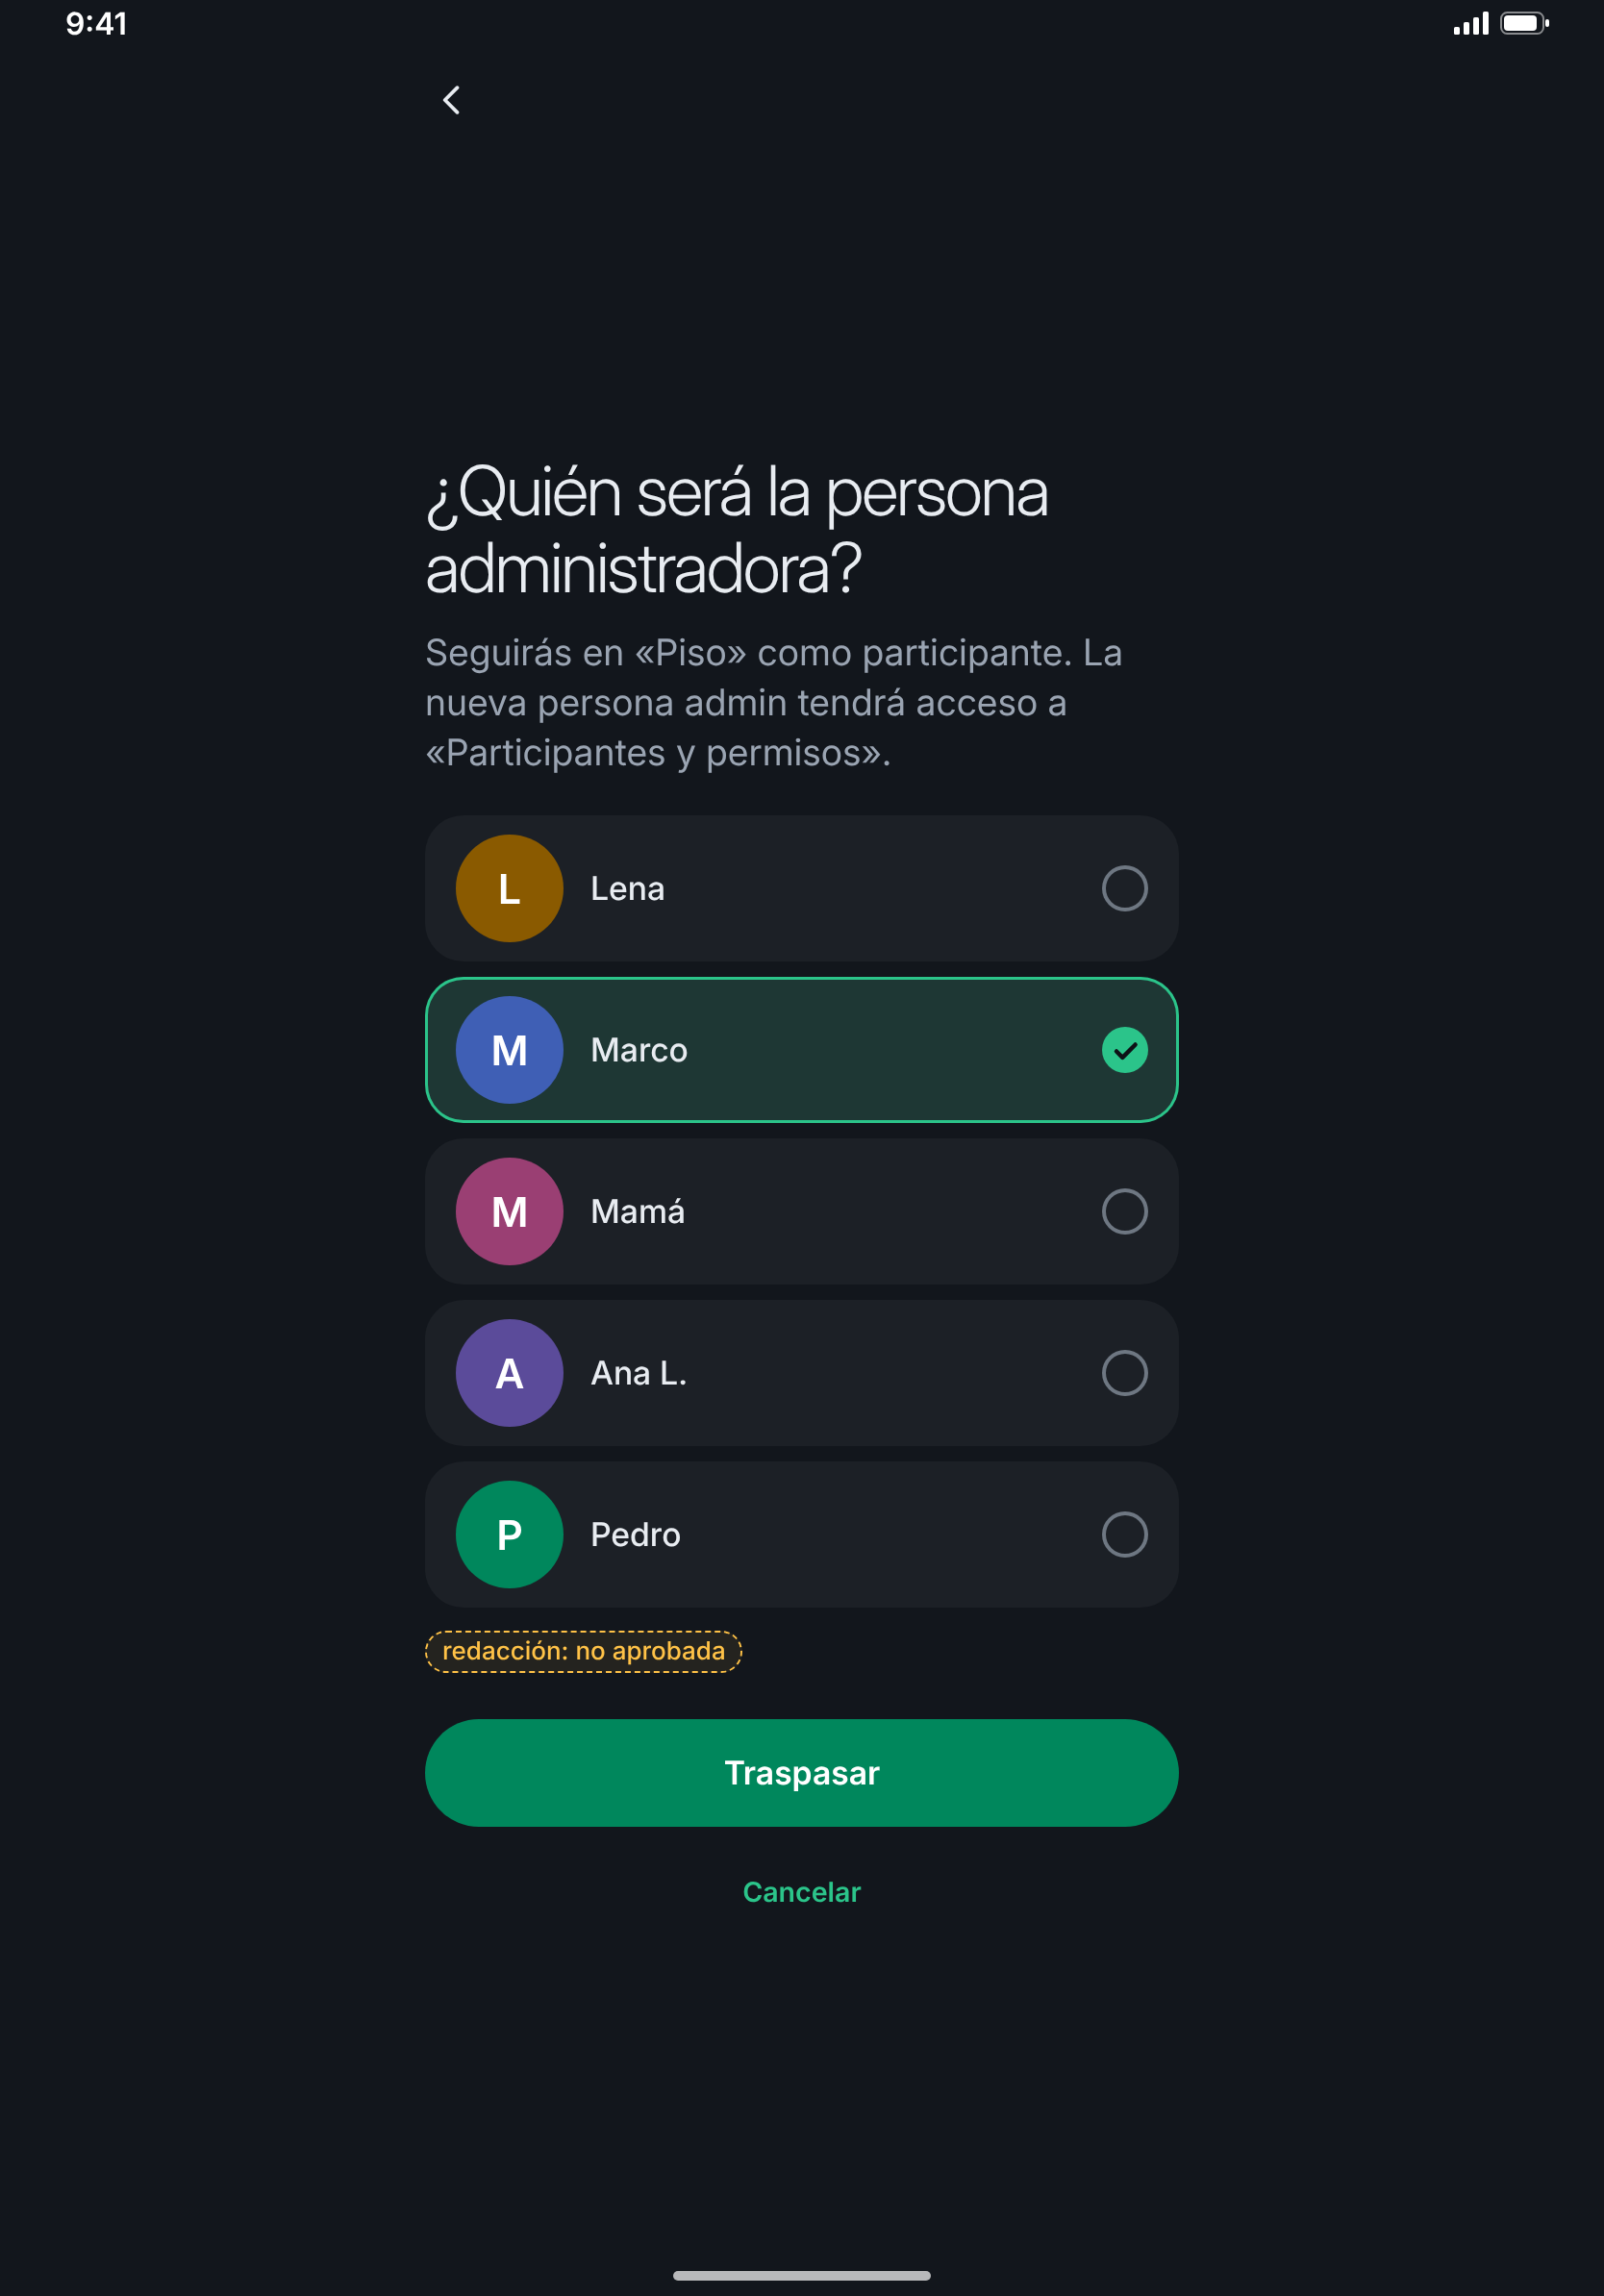 9:41
¿Quién será la persona
administradora?
Seguirás en «Piso» como participante. La
nueva persona admin tendrá acceso a
«Participantes y permisos».
L
Lena
M
Marco
M
Mamá
A
Ana L.
P
Pedro
redacción: no aprobada
Traspasar
Cancelar